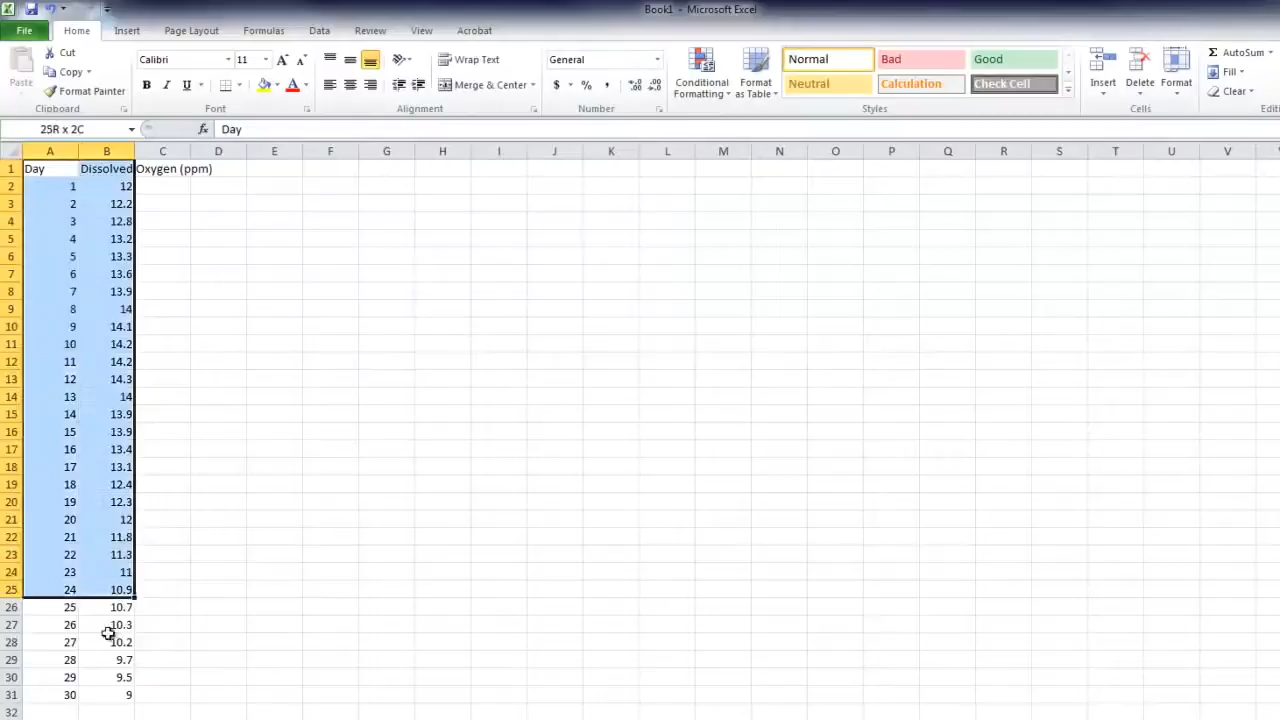 Book1 - Microsoft Excel
File Home Insert Page Layout Formulas Data Review View Acrobat
Paste
Cut
Copy
Format Painter
Clipboard
Calibri 11 A A
B I U A
Font
Wrap Text
Merge & Center
Alignment
General
$ % , .0 .00 .00 .0
Number
Conditional Formatting
Format as Table
Normal Bad Good
Neutral Calculation Check Cell
Styles
Insert Delete Format
Cells
Σ AutoSum
Fill
Clear
25R x 2C fx Day
A B C D E F G H I J K L M N O P Q R S T U V
1 Day Dissolved Oxygen (ppm)
2 1 12
3 2 12.2
4 3 12.8
5 4 13.2
6 5 13.3
7 6 13.6
8 7 13.9
9 8 14
10 9 14.1
11 10 14.2
12 11 14.2
13 12 14.3
14 13 14
15 14 13.9
16 15 13.9
17 16 13.4
18 17 13.1
19 18 12.4
20 19 12.3
21 20 12
22 21 11.8
23 22 11.3
24 23 11
25 24 10.9
26 25 10.7
27 26 10.3
28 27 10.2
29 28 9.7
30 29 9.5
31 30 9
32